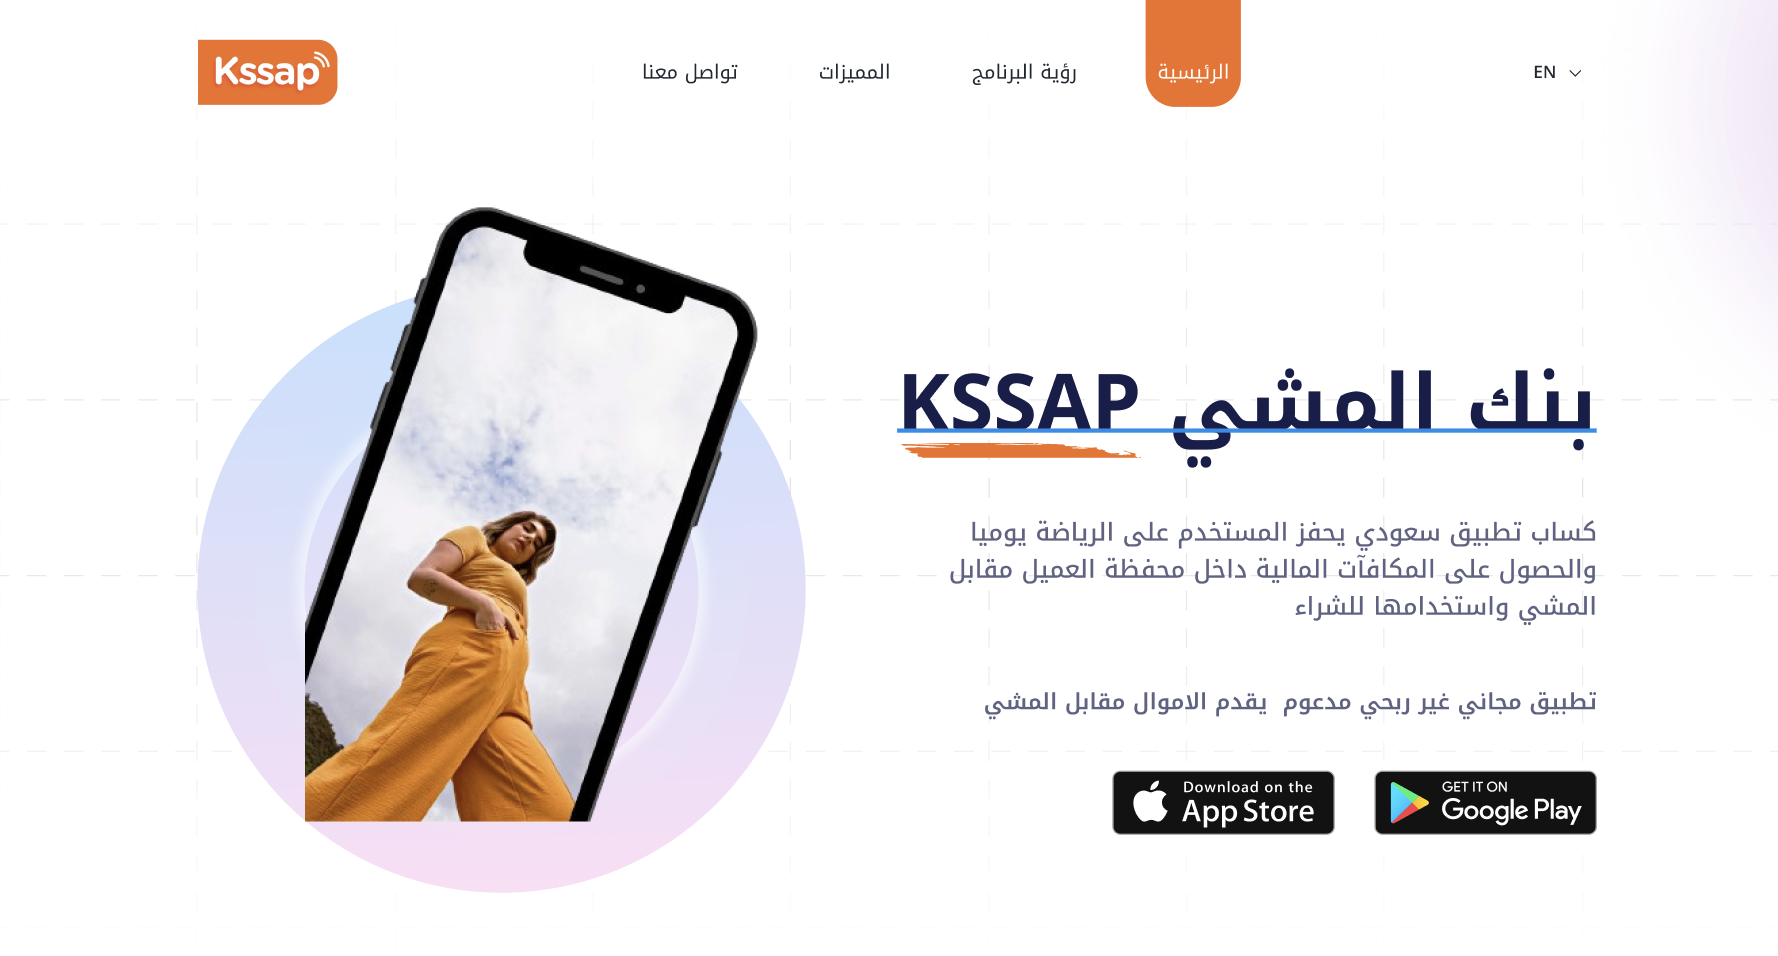 EN
الرئيسية
رؤية البرنامج
المميزات
تواصل معنا
Kssap
بنك المشي KSSAP
كساب تطبيق سعودي يحفز المستخدم على الرياضة يوميا
والحصول على المكافآت المالية داخل محفظة العميل مقابل
المشي واستخدامها للشراء
تطبيق مجاني غير ربحي مدعوم  يقدم الاموال مقابل المشي
GET IT ON
Google Play
Download on the
App Store